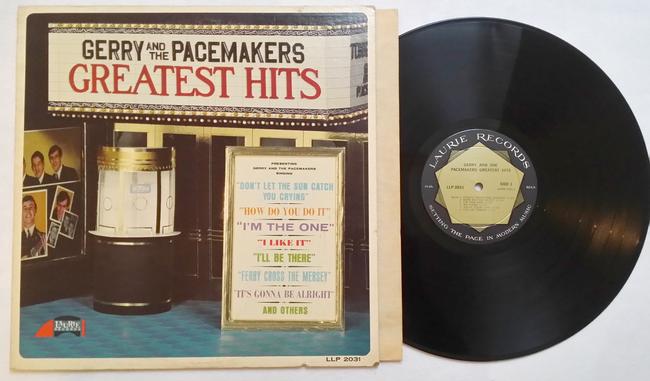 GERRY AND THE PACEMAKERS
GREATEST HITS
PRESENTING
GERRY AND THE PACEMAKERS
SINGING
"DON'T LET THE SUN CATCH
YOU CRYING"
"HOW DO YOU DO IT"
"I'M THE ONE"
"I LIKE IT"
"I'LL BE THERE"
"FERRY CROSS THE MERSEY"
"IT'S GONNA BE ALRIGHT"
AND OTHERS
LAURIE
RECORDS
LLP 2031
LAURIE RECORDS
GERRY AND THE
PACEMAKERS GREATEST HITS
LLP 2031
SIDE 1
SETTING THE PACE IN MODERN MUSIC